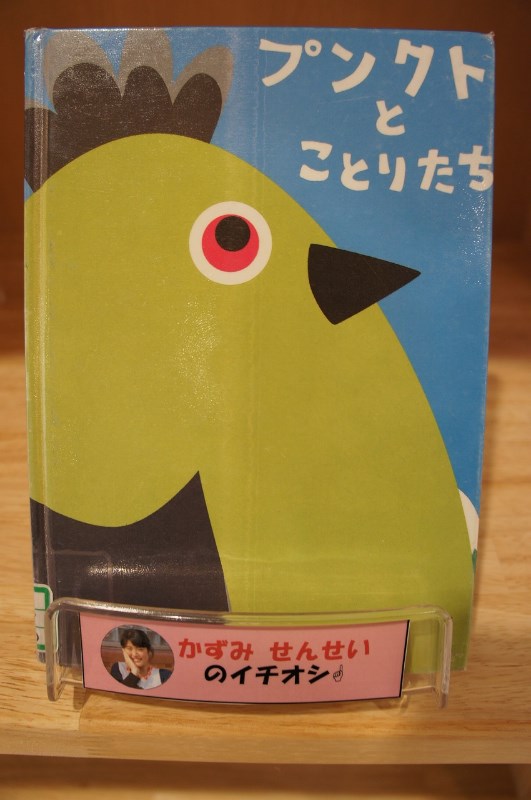 プンクト
と
ことりたち
かずみ せんせい
のイチオシ☝